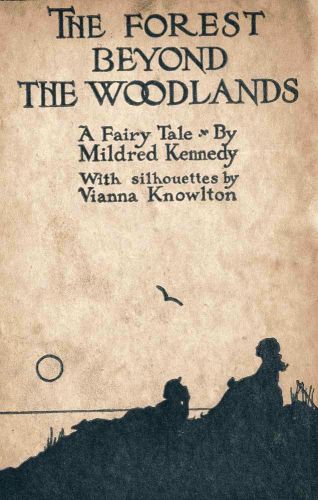 THE FOREST
BEYOND
THE WOODLANDS
A Fairy Tale By
Mildred Kennedy
With silhouettes by
Vianna Knowlton